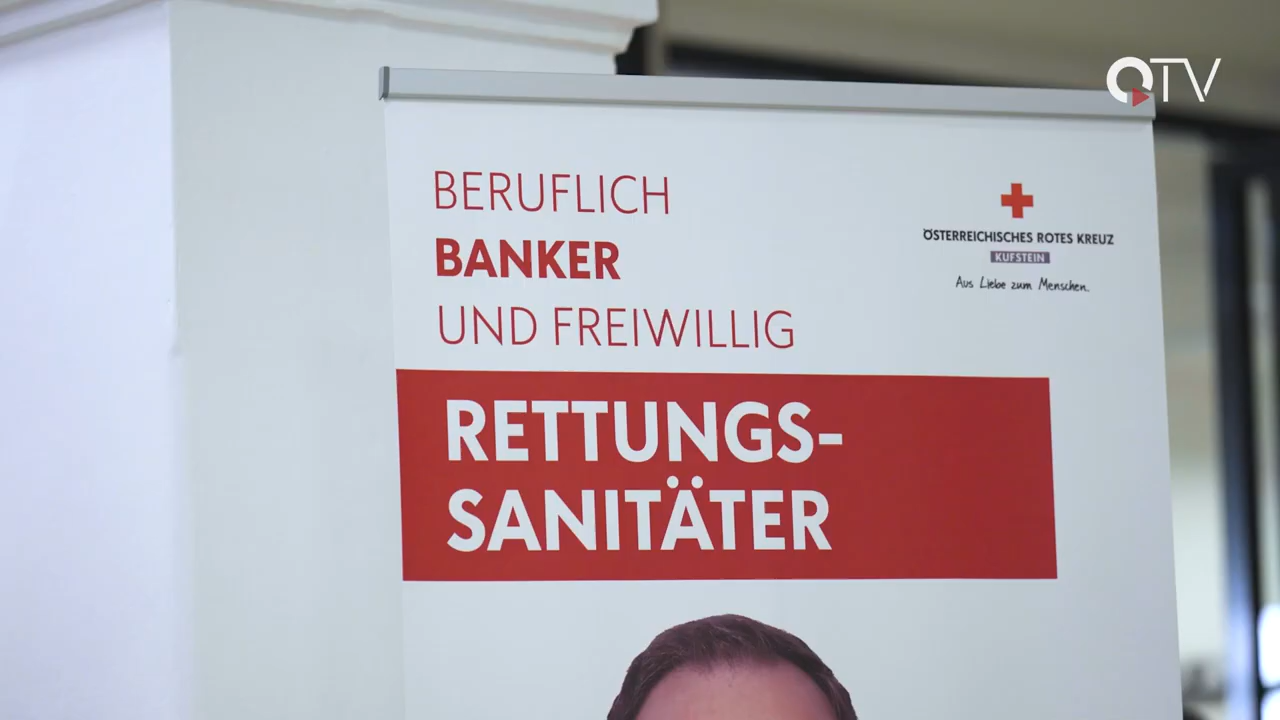 QTV
BERUFLICH
BANKER
UND FREIWILLIG
ÖSTERREICHISCHES ROTES KREUZ
KUFSTEIN
Aus Liebe zum Menschen.
RETTUNGS-
SANITÄTER